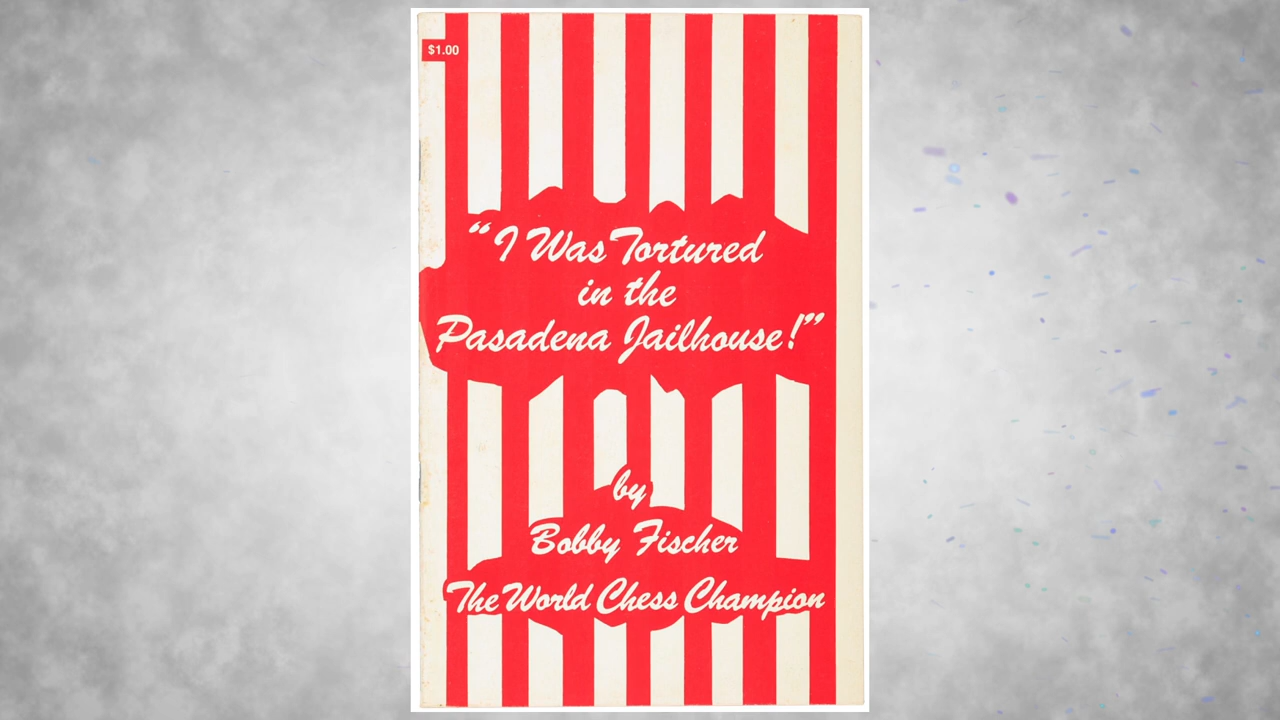 $1.00
“I Was Tortured
in the
Pasadena Jailhouse!”
by
Bobby Fischer
The World Chess Champion